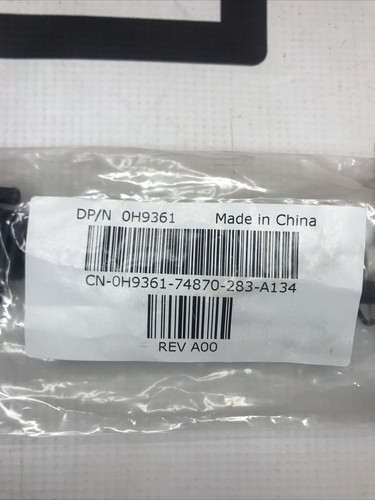 DP/N 0H9361 Made in China
CN-0H9361-74870-283-A134
REV A00